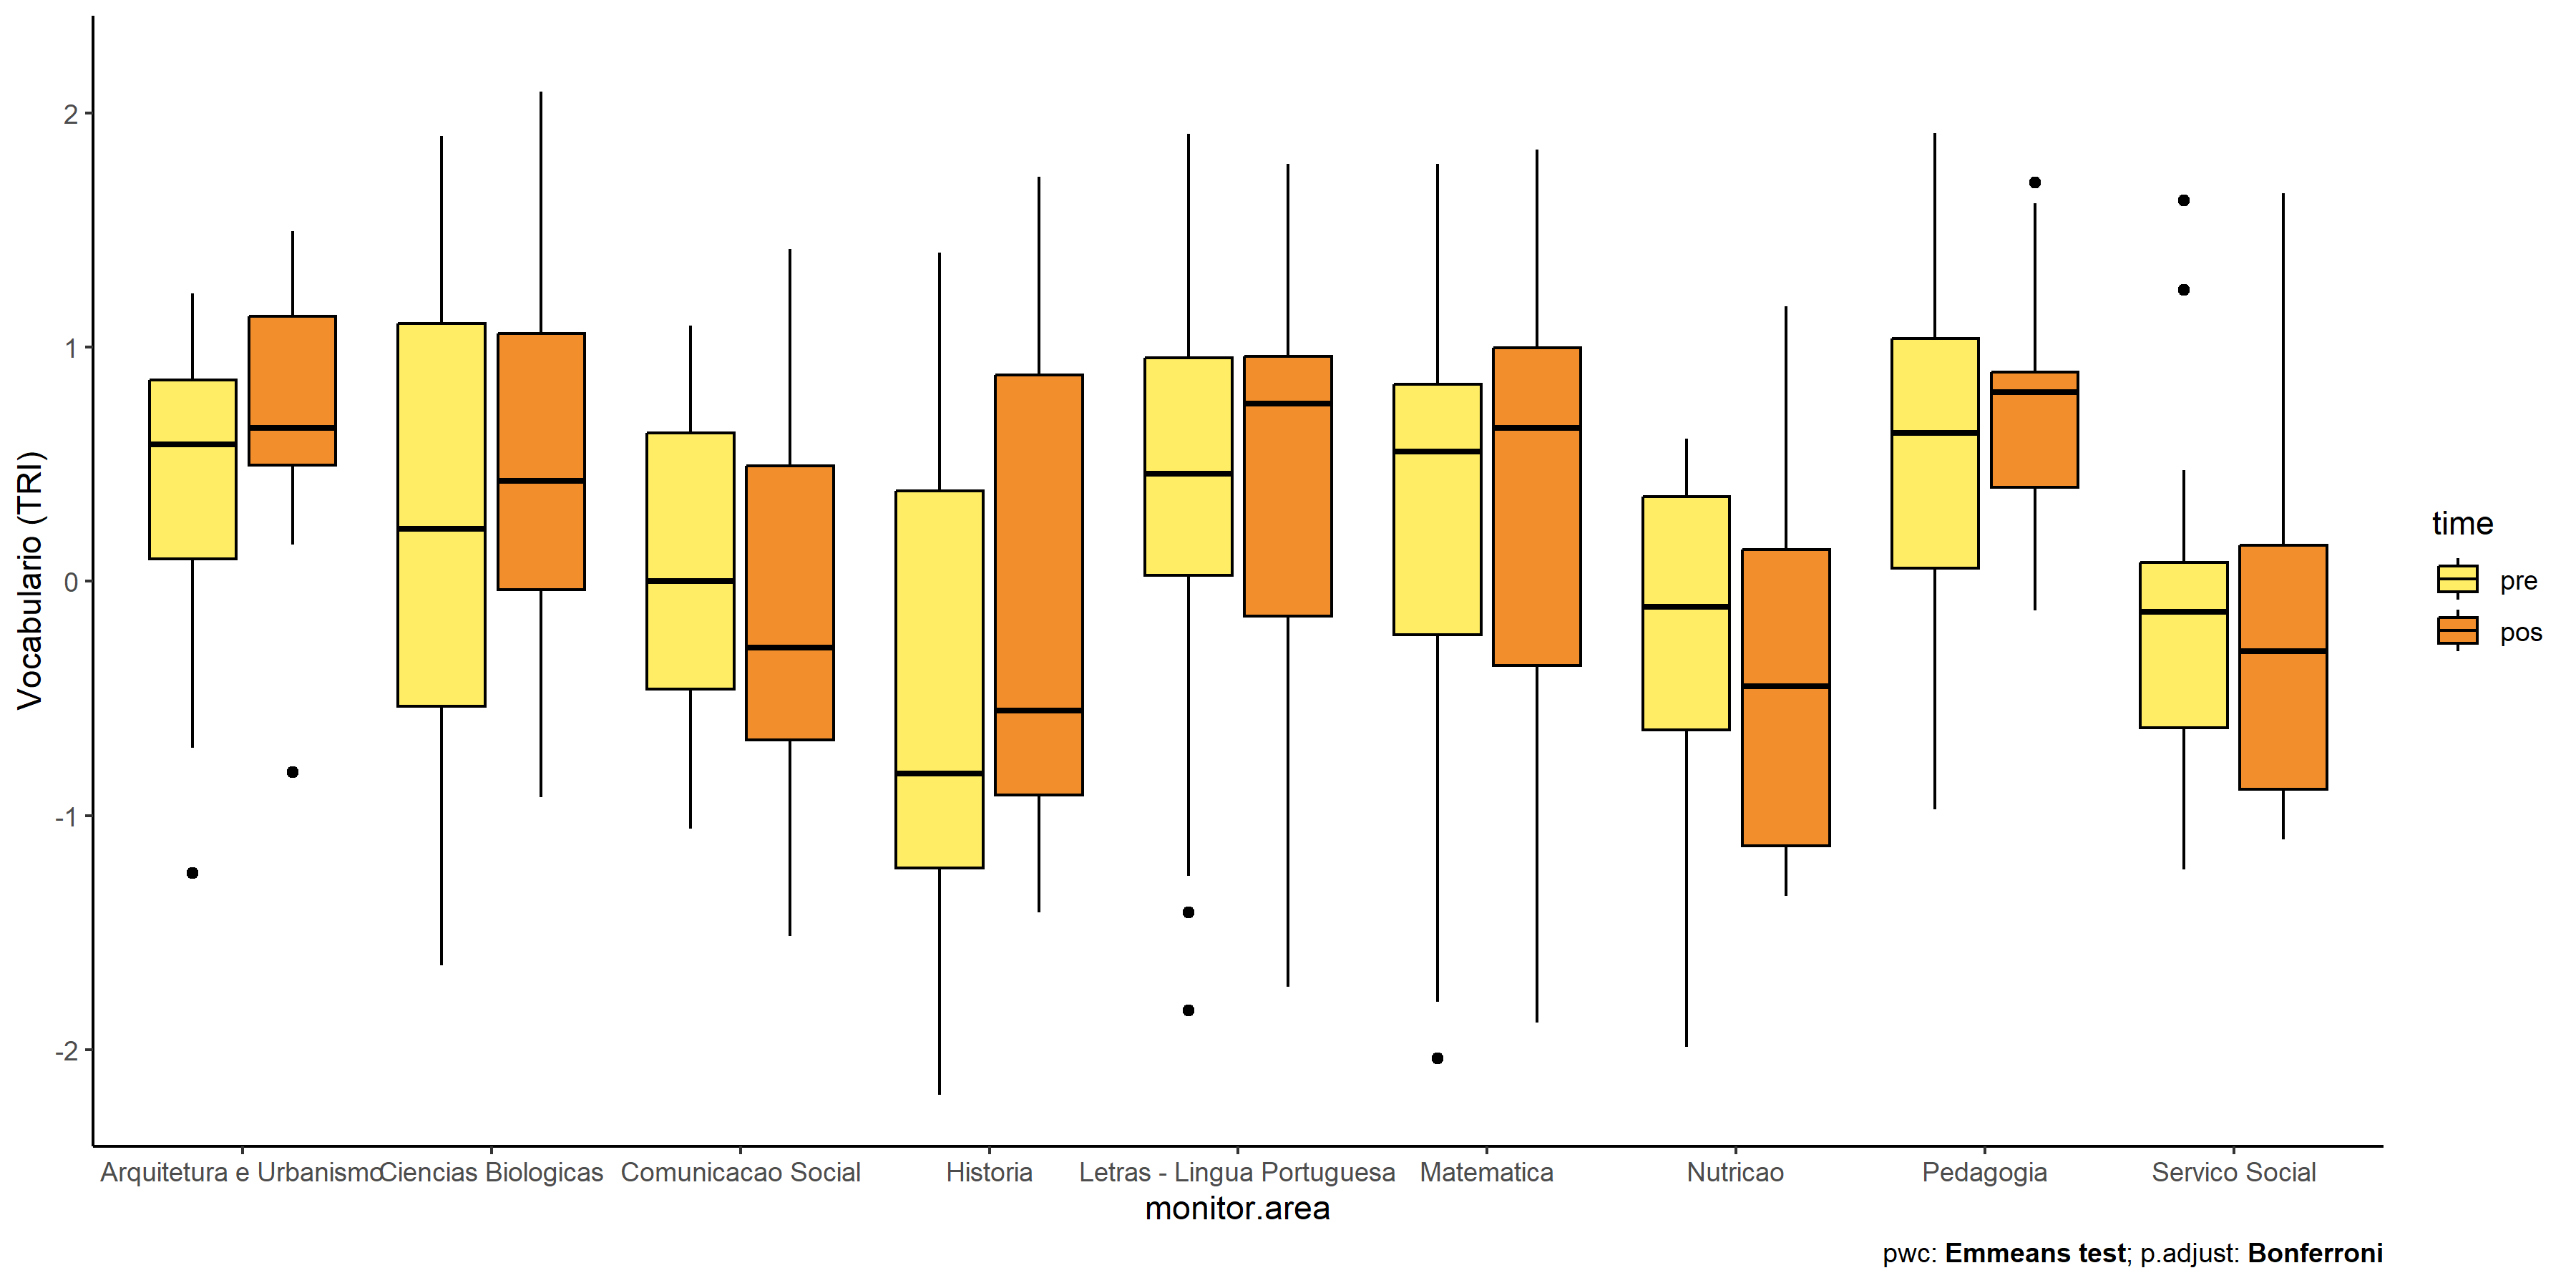 Vocabulario (TRI)
2
1
0
-1
-2
Arquitetura e Urbanismo Ciencias Biologicas Comunicacao Social Historia Letras - Lingua Portuguesa Matematica Nutricao Pedagogia Servico Social
monitor.area
time
pre
pos
pwc: Emmeans test; p.adjust: Bonferroni